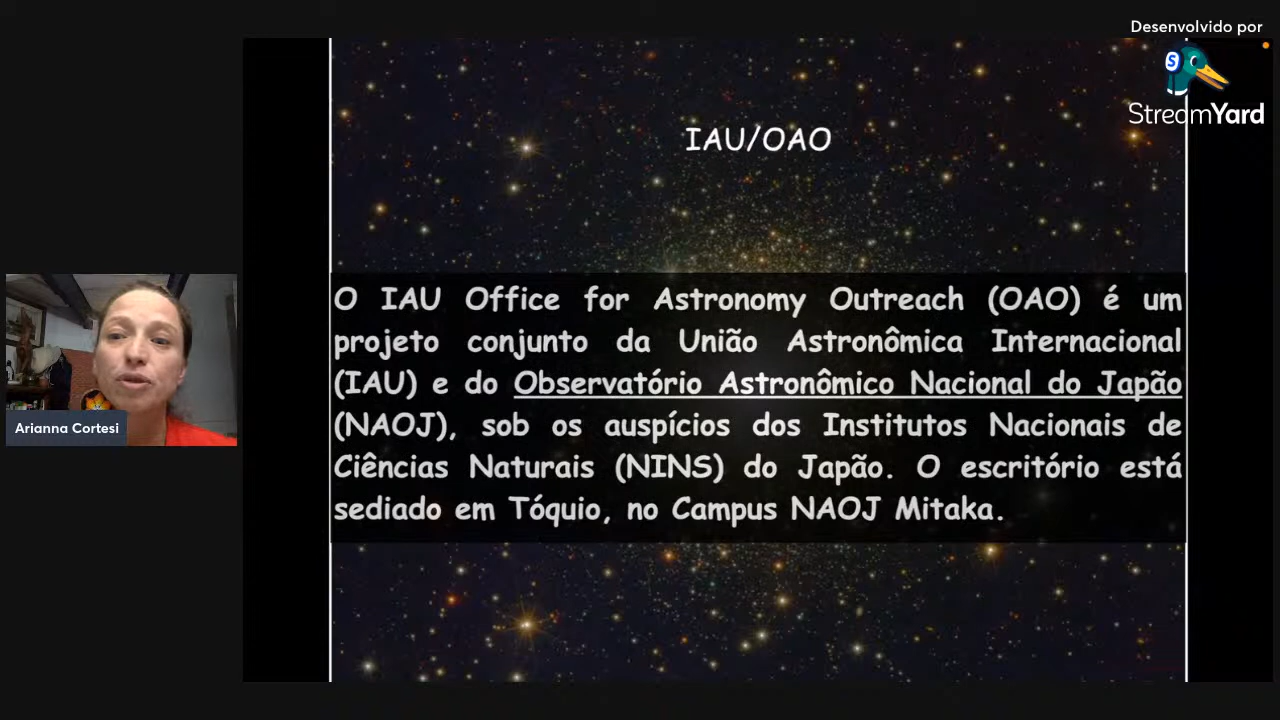 Desenvolvido por
S
StreamYard
IAU/OAO
O IAU Office for Astronomy Outreach (OAO) é um
projeto conjunto da União Astronômica Internacional
(IAU) e do Observatório Astronômico Nacional do Japão
(NAOJ), sob os auspícios dos Institutos Nacionais de
Ciências Naturais (NINS) do Japão. O escritório está
sediado em Tóquio, no Campus NAOJ Mitaka.
Arianna Cortesi